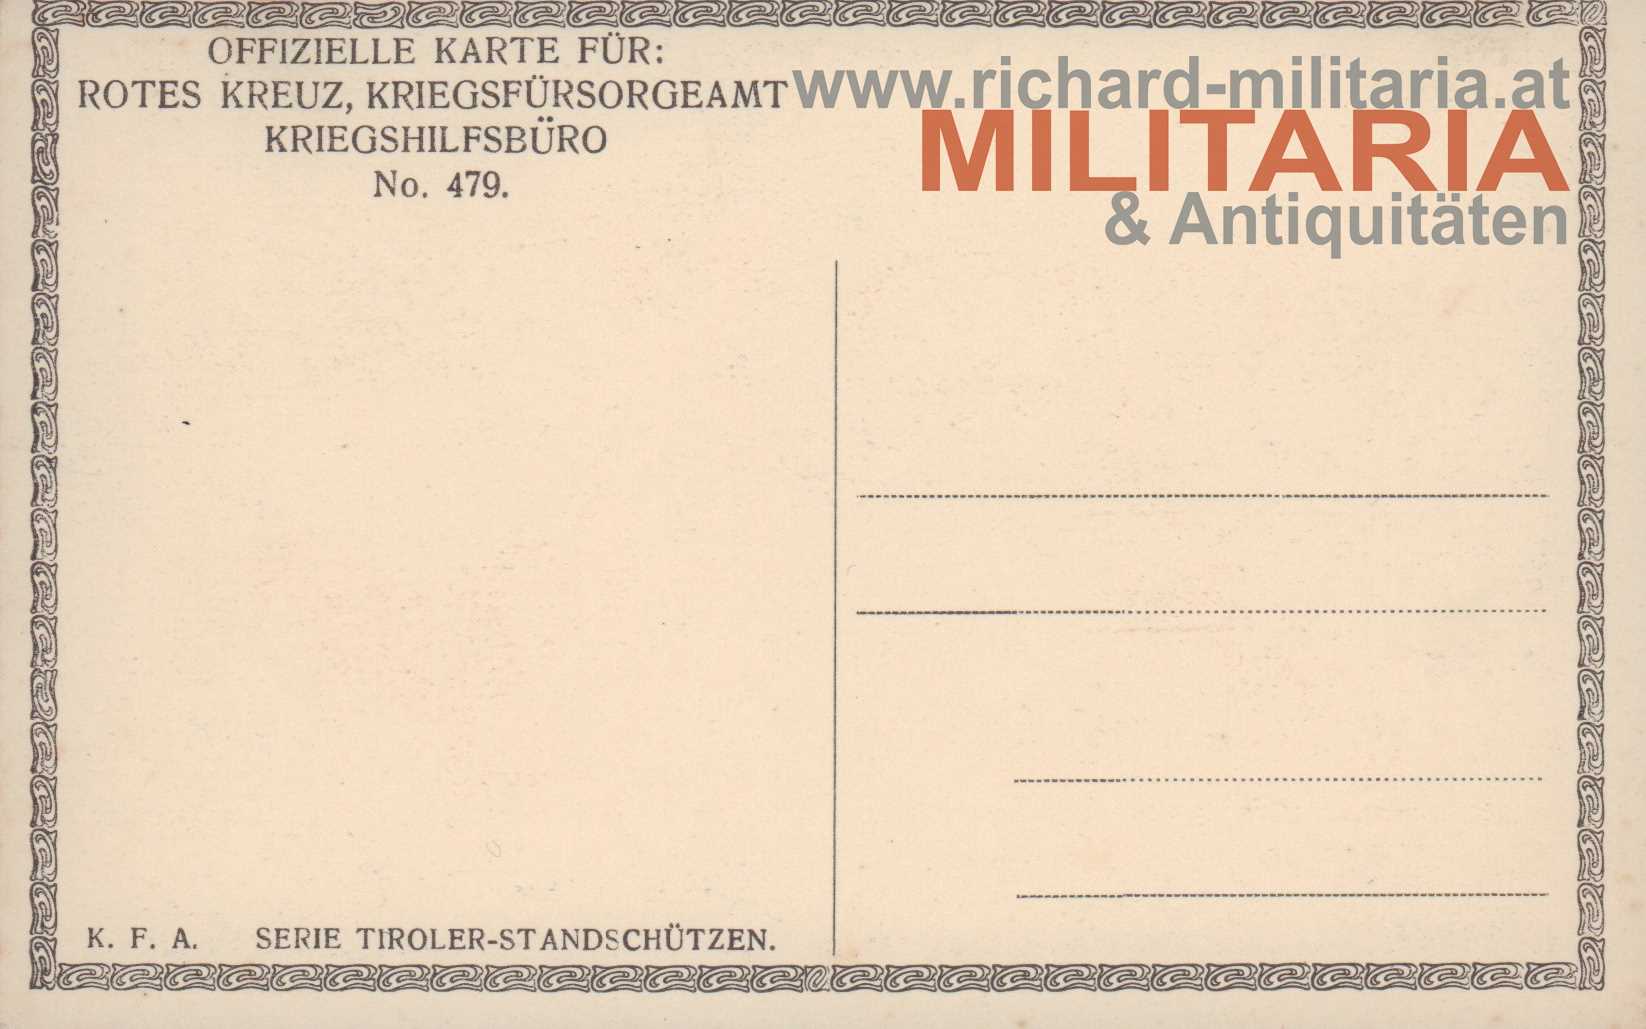 OFFIZIELLE KARTE FÜR:
ROTES KREUZ, KRIEGSFÜRSORGEAMT
KRIEGSHILFSBÜRO
No. 479.
www.richard-militaria.at
MILITARIA
& Antiquitäten
K. F. A. SERIE TIROLER-STANDSCHÜTZEN.